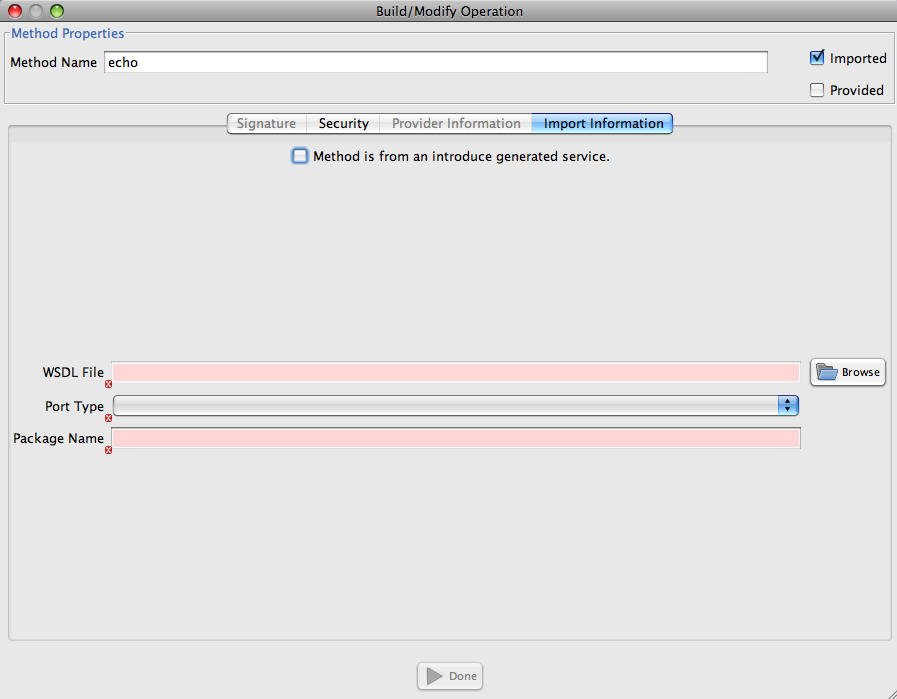 Build/Modify Operation
Method Properties
Method Name echo
Imported
Provided
Signature Security Provider Information Import Information
Method is from an introduce generated service.
WSDL File
Browse
Port Type
Package Name
Done